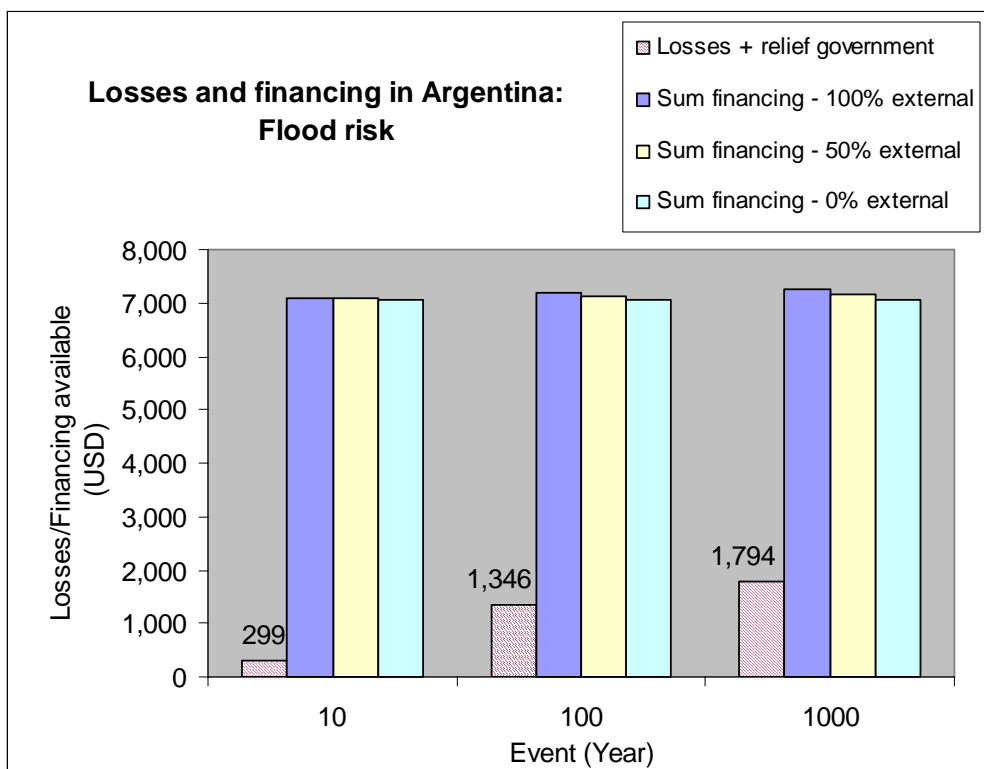 Losses and financing in Argentina:
Flood risk
Losses + relief government
Sum financing - 100% external
Sum financing - 50% external
Sum financing - 0% external
Losses/Financing available
(USD)
8,000
7,000
6,000
5,000
4,000
3,000
2,000
1,000
0
299
1,346
1,794
10
100
1000
Event (Year)